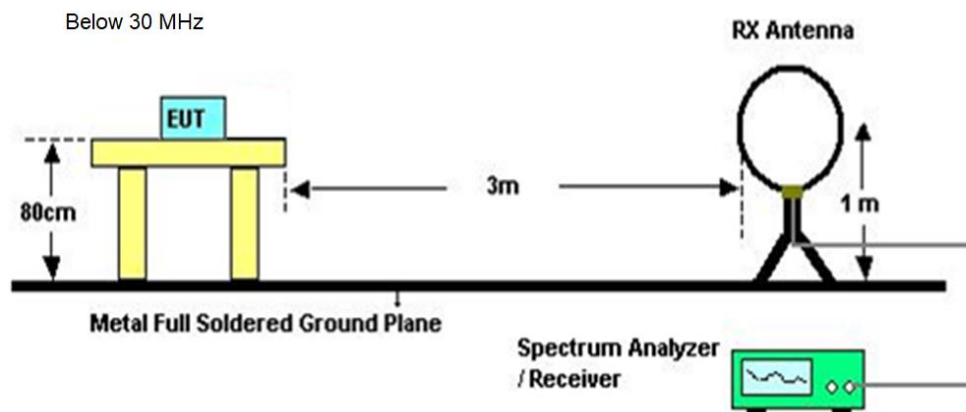 Below 30 MHz
RX Antenna
EUT
80cm
3m
1 m
Metal Full Soldered Ground Plane
Spectrum Analyzer
/ Receiver